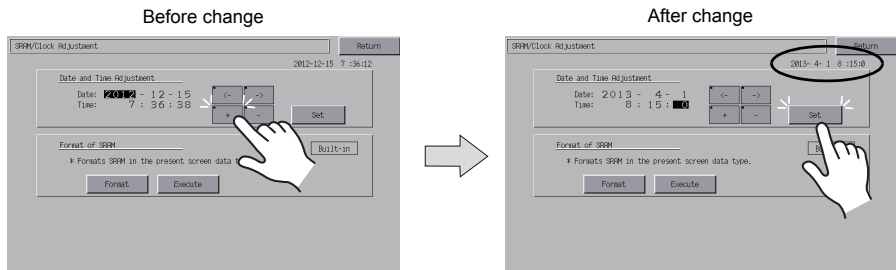 Before change
SRAM/Clock Adjustment
Return
2012-12-15 7 :36:12
Date and Time Adjustment
Date: 2012 - 12 - 15
Time: 7 : 36 : 38
<- ->
+ -
Set
Format of SRAM
Built-in
* Formats SRAM in the present screen data t
Format Execute
After change
SRAM/Clock Adjustment
Return
2013- 4- 1 8 :15:0
Date and Time Adjustment
Date: 2013 - 4 - 1
Time: 8 : 15 : 0
<- ->
+ -
Set
Format of SRAM
* Formats SRAM in the present screen data type.
Format Execute